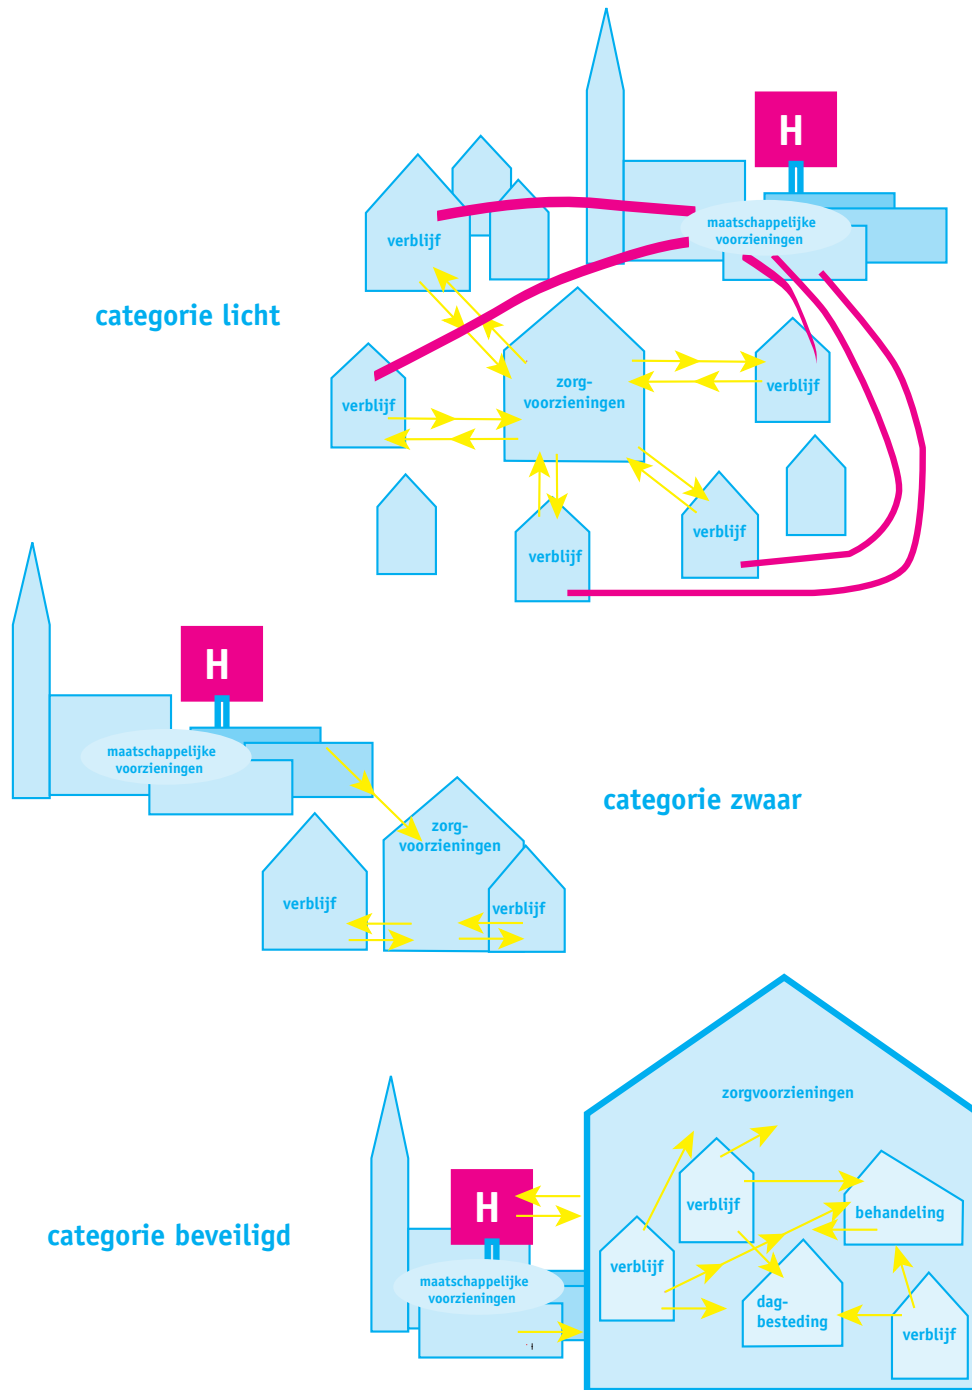 H
maatschappelijke
voorzieningen
verblijf
categorie licht
zorg-
voorzieningen
verblijf
verblijf
verblijf
verblijf
H
maatschappelijke
voorzieningen
categorie zwaar
zorg-
voorzieningen
verblijf
verblijf
zorgvoorzieningen
H
verblijf
behandeling
categorie beveiligd
verblijf
maatschappelijke
voorzieningen
dag-
besteding
verblijf